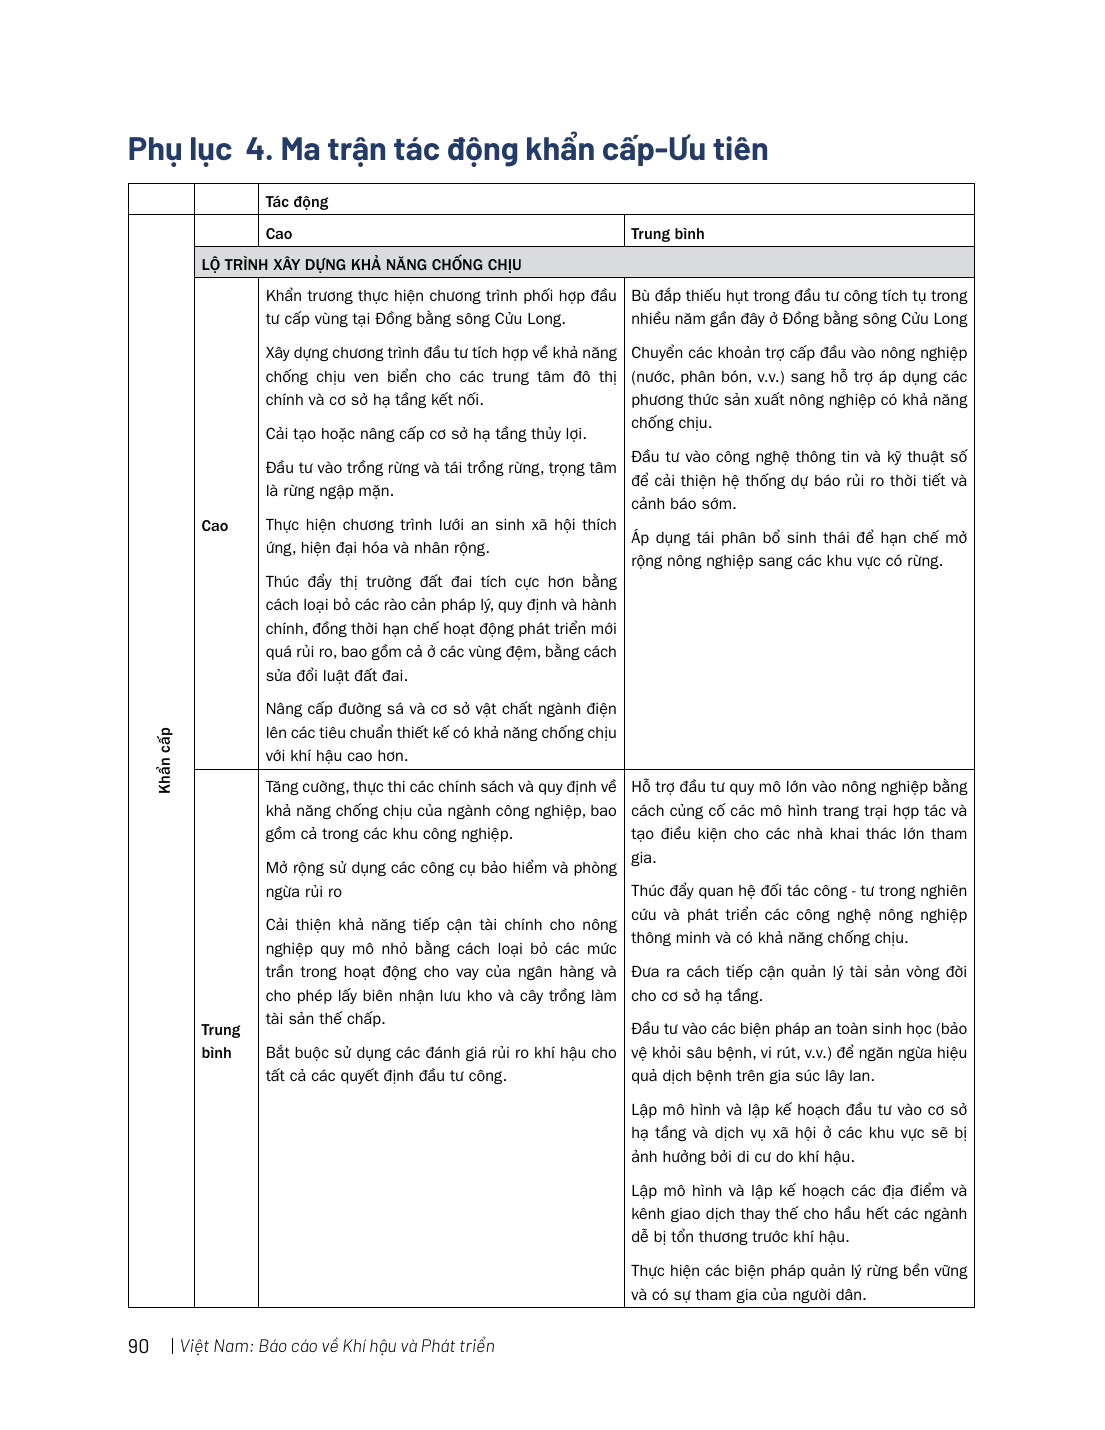 Phụ lục 4. Ma trận tác động khẩn cấp-Ưu tiên
Tác động
Cao
Trung bình
LỘ TRÌNH XÂY DỰNG KHẢ NĂNG CHỐNG CHỊU
Khẩn cấp
Cao
Khẩn trương thực hiện chương trình phối hợp đầu
tư cấp vùng tại Đồng bằng sông Cửu Long.
Xây dựng chương trình đầu tư tích hợp về khả năng
chống chịu ven biển cho các trung tâm đô thị
chính và cơ sở hạ tầng kết nối.
Cải tạo hoặc nâng cấp cơ sở hạ tầng thủy lợi.
Đầu tư vào trồng rừng và tái trồng rừng, trọng tâm
là rừng ngập mặn.
Thực hiện chương trình lưới an sinh xã hội thích
ứng, hiện đại hóa và nhân rộng.
Thúc đẩy thị trường đất đai tích cực hơn bằng
cách loại bỏ các rào cản pháp lý, quy định và hành
chính, đồng thời hạn chế hoạt động phát triển mới
quá rủi ro, bao gồm cả ở các vùng đệm, bằng cách
sửa đổi luật đất đai.
Nâng cấp đường sá và cơ sở vật chất ngành điện
lên các tiêu chuẩn thiết kế có khả năng chống chịu
với khí hậu cao hơn.
Bù đắp thiếu hụt trong đầu tư công tích tụ trong
nhiều năm gần đây ở Đồng bằng sông Cửu Long
Chuyển các khoản trợ cấp đầu vào nông nghiệp
(nước, phân bón, v.v.) sang hỗ trợ áp dụng các
phương thức sản xuất nông nghiệp có khả năng
chống chịu.
Đầu tư vào công nghệ thông tin và kỹ thuật số
để cải thiện hệ thống dự báo rủi ro thời tiết và
cảnh báo sớm.
Áp dụng tái phân bổ sinh thái để hạn chế mở
rộng nông nghiệp sang các khu vực có rừng.
Trung
bình
Tăng cường, thực thi các chính sách và quy định về
khả năng chống chịu của ngành công nghiệp, bao
gồm cả trong các khu công nghiệp.
Mở rộng sử dụng các công cụ bảo hiểm và phòng
ngừa rủi ro
Cải thiện khả năng tiếp cận tài chính cho nông
nghiệp quy mô nhỏ bằng cách loại bỏ các mức
trần trong hoạt động cho vay của ngân hàng và
cho phép lấy biên nhận lưu kho và cây trồng làm
tài sản thế chấp.
Bắt buộc sử dụng các đánh giá rủi ro khí hậu cho
tất cả các quyết định đầu tư công.
Hỗ trợ đầu tư quy mô lớn vào nông nghiệp bằng
cách củng cố các mô hình trang trại hợp tác và
tạo điều kiện cho các nhà khai thác lớn tham
gia.
Thúc đẩy quan hệ đối tác công - tư trong nghiên
cứu và phát triển các công nghệ nông nghiệp
thông minh và có khả năng chống chịu.
Đưa ra cách tiếp cận quản lý tài sản vòng đời
cho cơ sở hạ tầng.
Đầu tư vào các biện pháp an toàn sinh học (bảo
vệ khỏi sâu bệnh, vi rút, v.v.) để ngăn ngừa hiệu
quả dịch bệnh trên gia súc lây lan.
Lập mô hình và lập kế hoạch đầu tư vào cơ sở
hạ tầng và dịch vụ xã hội ở các khu vực sẽ bị
ảnh hưởng bởi di cư do khí hậu.
Lập mô hình và lập kế hoạch các địa điểm và
kênh giao dịch thay thế cho hầu hết các ngành
dễ bị tổn thương trước khí hậu.
Thực hiện các biện pháp quản lý rừng bền vững
và có sự tham gia của người dân.
90 | Việt Nam: Báo cáo về Khí hậu và Phát triển